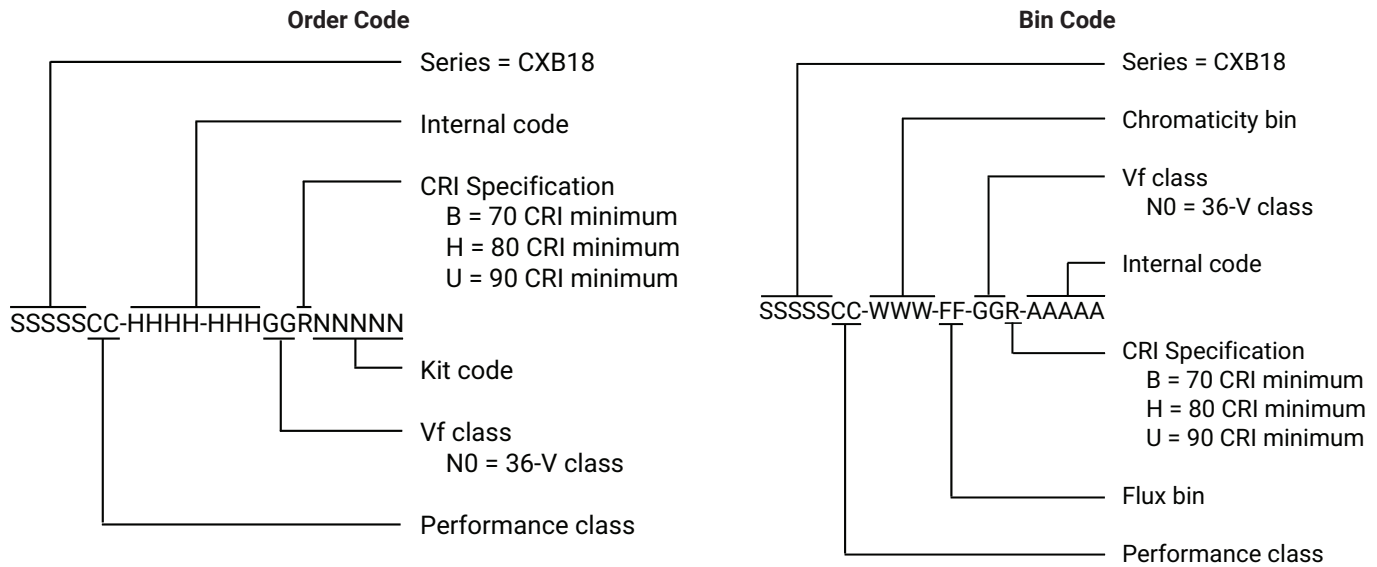 Order Code
Series = CXB18
Internal code
CRI Specification
B = 70 CRI minimum
H = 80 CRI minimum
U = 90 CRI minimum
SSSSSCC-HHHH-HHHGGRNNNNN
Kit code
Vf class
N0 = 36-V class
Performance class
Bin Code
Series = CXB18
Chromaticity bin
Vf class
N0 = 36-V class
Internal code
SSSSSCC-WWW-FF-GGR-AAAAA
CRI Specification
B = 70 CRI minimum
H = 80 CRI minimum
U = 90 CRI minimum
Flux bin
Performance class